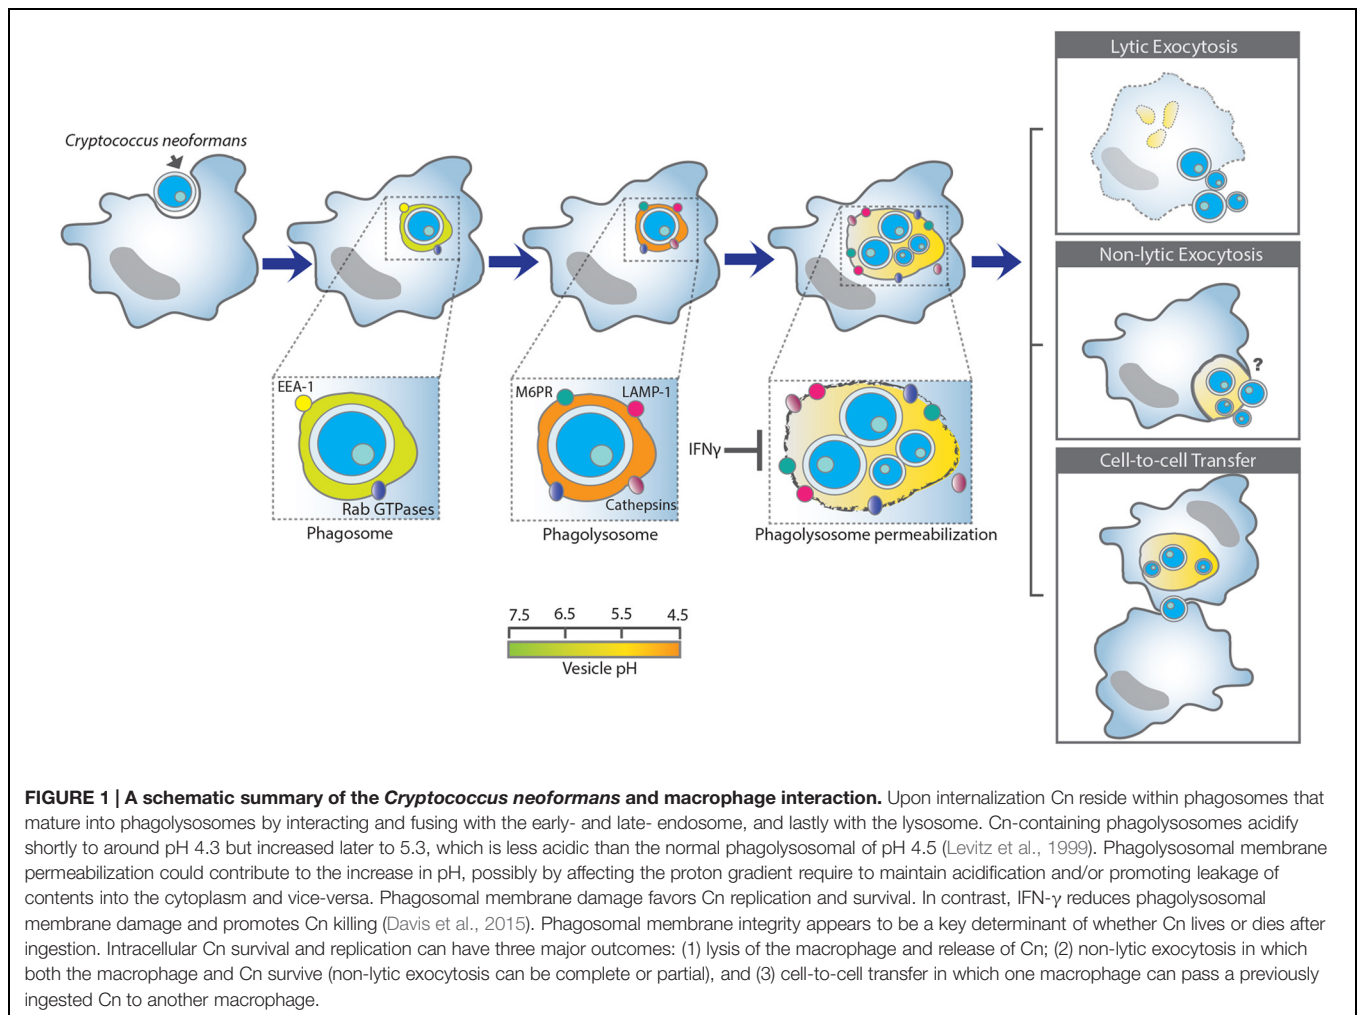 Cryptococcus neoformans
EEA-1
Rab GTPases
Phagosome
M6PR
LAMP-1
Cathepsins
Phagolysosome
IFNγ
Phagolysosome permeabilization
7.5 6.5 5.5 4.5
Vesicle pH
Lytic Exocytosis
Non-lytic Exocytosis
?
Cell-to-cell Transfer
FIGURE 1 | A schematic summary of the Cryptococcus neoformans and macrophage interaction. Upon internalization Cn reside within phagosomes that
mature into phagolysosomes by interacting and fusing with the early- and late- endosome, and lastly with the lysosome. Cn-containing phagolysosomes acidify
shortly to around pH 4.3 but increased later to 5.3, which is less acidic than the normal phagolysosomal of pH 4.5 (Levitz et al., 1999). Phagolysosomal membrane
permeabilization could contribute to the increase in pH, possibly by affecting the proton gradient require to maintain acidification and/or promoting leakage of
contents into the cytoplasm and vice-versa. Phagosomal membrane damage favors Cn replication and survival. In contrast, IFN-γ reduces phagolysosomal
membrane damage and promotes Cn killing (Davis et al., 2015). Phagosomal membrane integrity appears to be a key determinant of whether Cn lives or dies after
ingestion. Intracellular Cn survival and replication can have three major outcomes: (1) lysis of the macrophage and release of Cn; (2) non-lytic exocytosis in which
both the macrophage and Cn survive (non-lytic exocytosis can be complete or partial), and (3) cell-to-cell transfer in which one macrophage can pass a previously
ingested Cn to another macrophage.